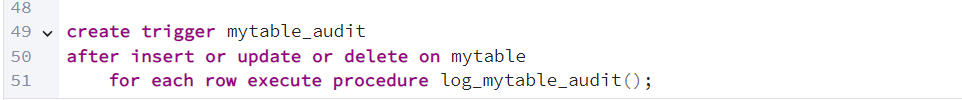 48
49 create trigger mytable_audit
50 after insert or update or delete on mytable
51 for each row execute procedure log_mytable_audit();